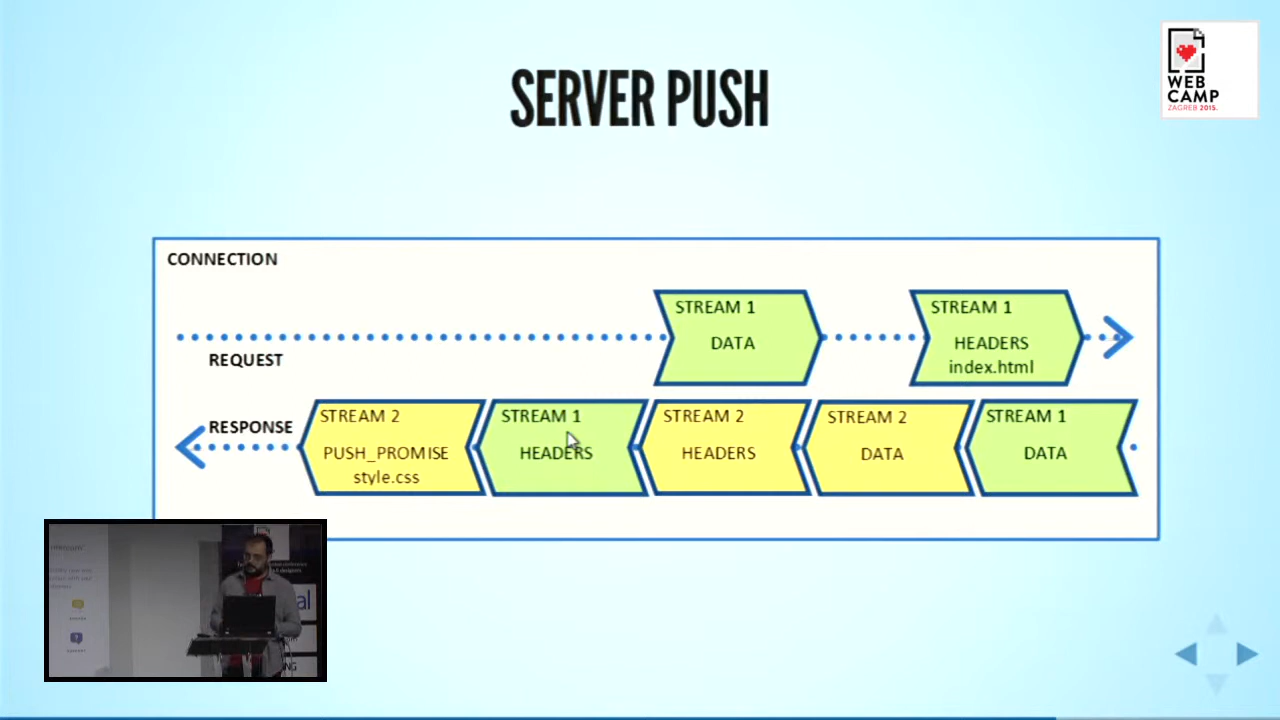 SERVER PUSH
WEB
CAMP
ZAGREB 2015.
CONNECTION
STREAM 1
DATA
STREAM 1
HEADERS
index.html
REQUEST
RESPONSE
STREAM 2
PUSH_PROMISE
style.css
STREAM 1
HEADERS
STREAM 2
HEADERS
STREAM 2
DATA
STREAM 1
DATA